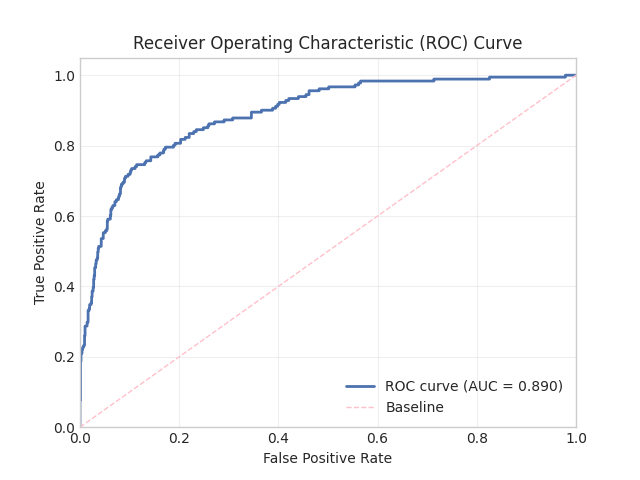 Receiver Operating Characteristic (ROC) Curve
1.0
0.8
0.6
0.4
0.2
0.0
True Positive Rate
ROC curve (AUC = 0.890)
Baseline
0.0 0.2 0.4 0.6 0.8 1.0
False Positive Rate